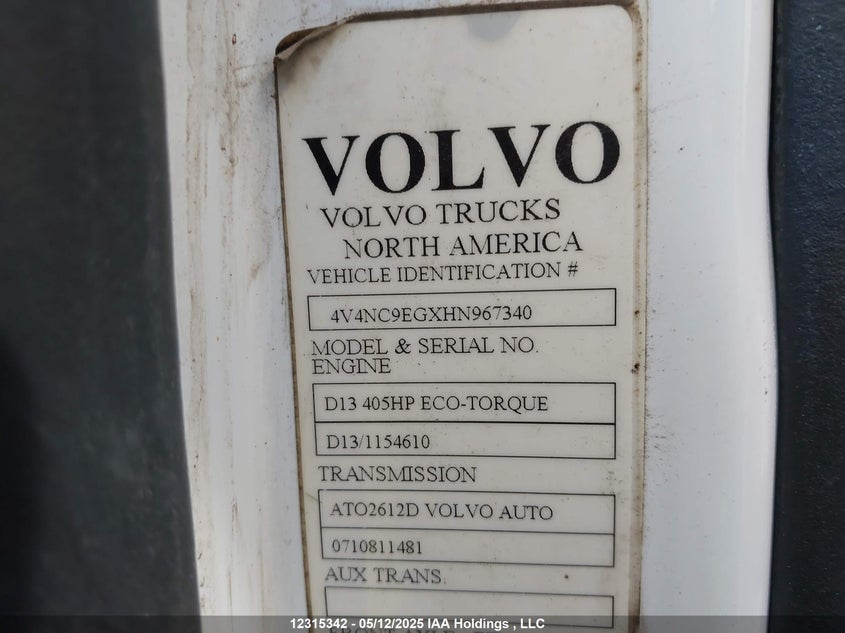 VOLVO
VOLVO TRUCKS
NORTH AMERICA
VEHICLE IDENTIFICATION #
4V4NC9EGXHN967340
MODEL & SERIAL NO.
ENGINE
D13 405HP ECO-TORQUE
D13/1154610
TRANSMISSION
ATO2612D VOLVO AUTO
0710811481
AUX TRANS.
12315342 - 05/12/2025 IAA Holdings , LLC